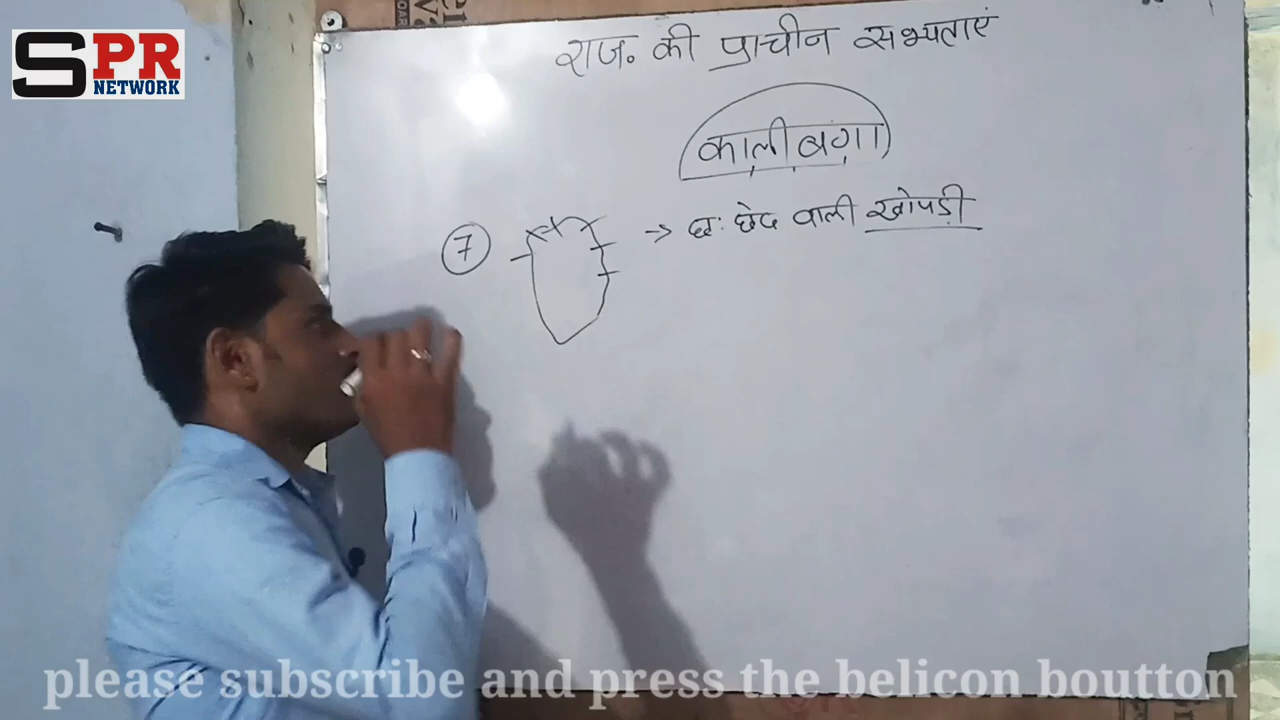 SPR
NETWORK
राज. की प्राचीन सभ्यताएं
कालीबंगा
7 → छः छेद वाली खोपड़ी
please subscribe and press the belicon boutton